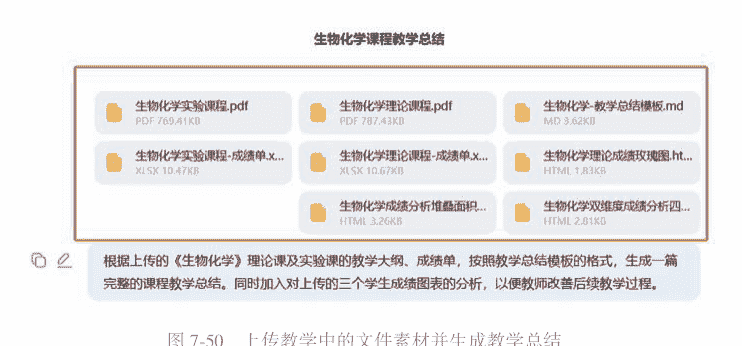 生物化学课程教学总结
生物化学实验课程.pdf
PDF 769.41KB
生物化学理论课程.pdf
PDF 787.43KB
生物化学-教学总结模板.md
MD 3.62KB
生物化学实验课程-成绩单.x...
XLSX 10.47KB
生物化学理论课程-成绩单.x...
XLSX 10.67KB
生物化学理论成绩玫瑰图.ht...
HTML 1.83KB
生物化学成绩分析堆叠面积...
HTML 3.26KB
生物化学双维度成绩分析四...
HTML 2.81KB
根据上传的《生物化学》理论课及实验课的教学大纲、成绩单，按照教学总结模板的格式，生成一篇
完整的课程教学总结。同时加入对上传的三个学生成绩图表的分析，以便教师改善后续教学过程。
图 7-50 上传教学中的文件素材并生成教学总结